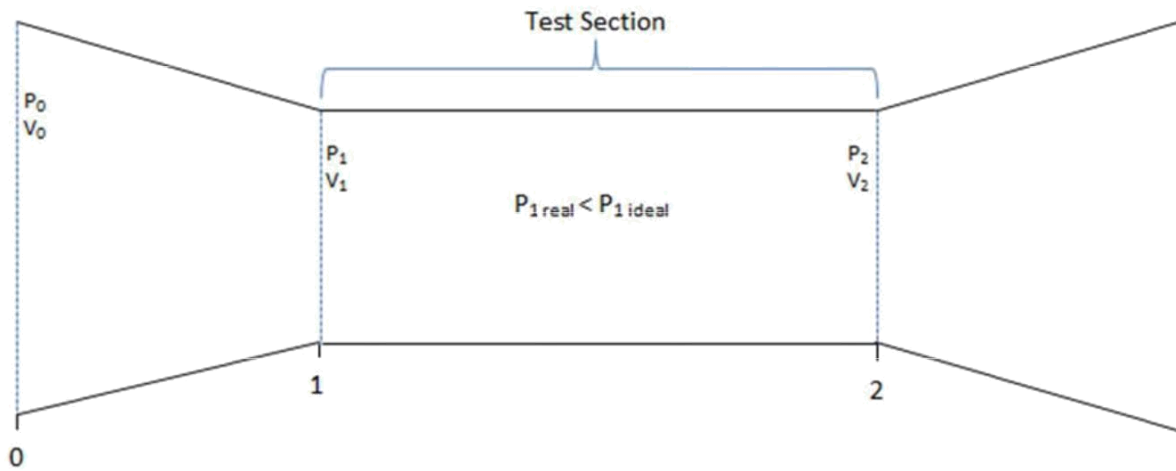 Test Section
P₀
V₀
P₁
V₁
P₂
V₂
P₁ ᵣₑₐₗ < P₁ ideal
1
2
0